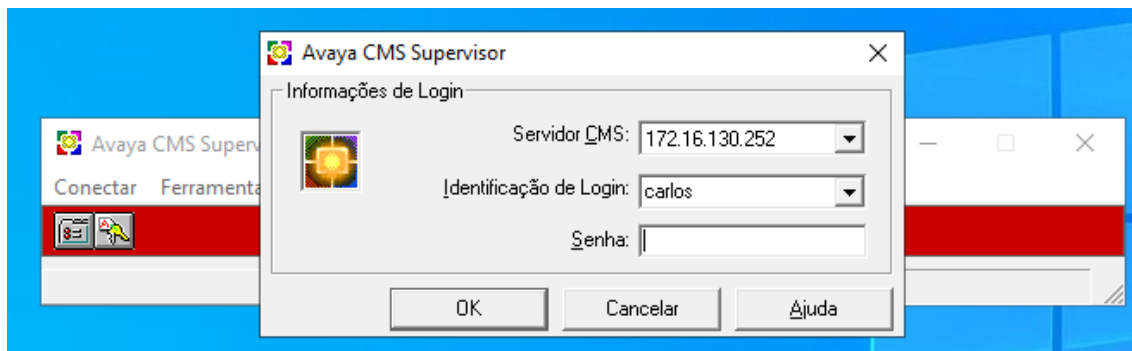 Avaya CMS Supervisor
Informações de Login
Servidor CMS: 172.16.130.252
Identificação de Login: carlos
Senha:
OK Cancelar Ajuda
Avaya CMS Superv
Conectar Ferramenta